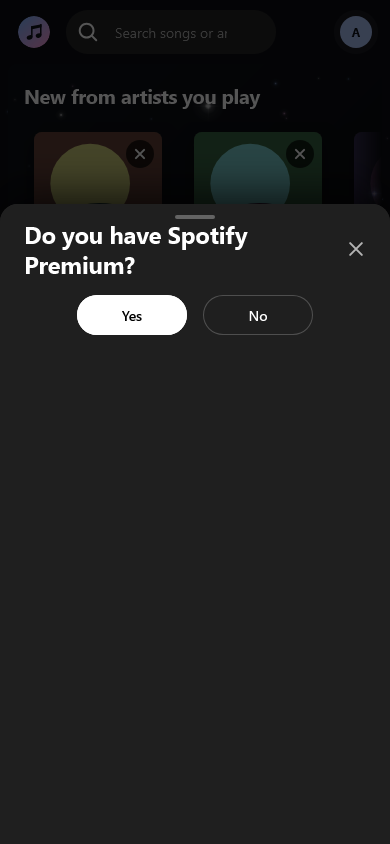 Search songs or ar
A
New from artists you play
Do you have Spotify
Premium?
Yes
No